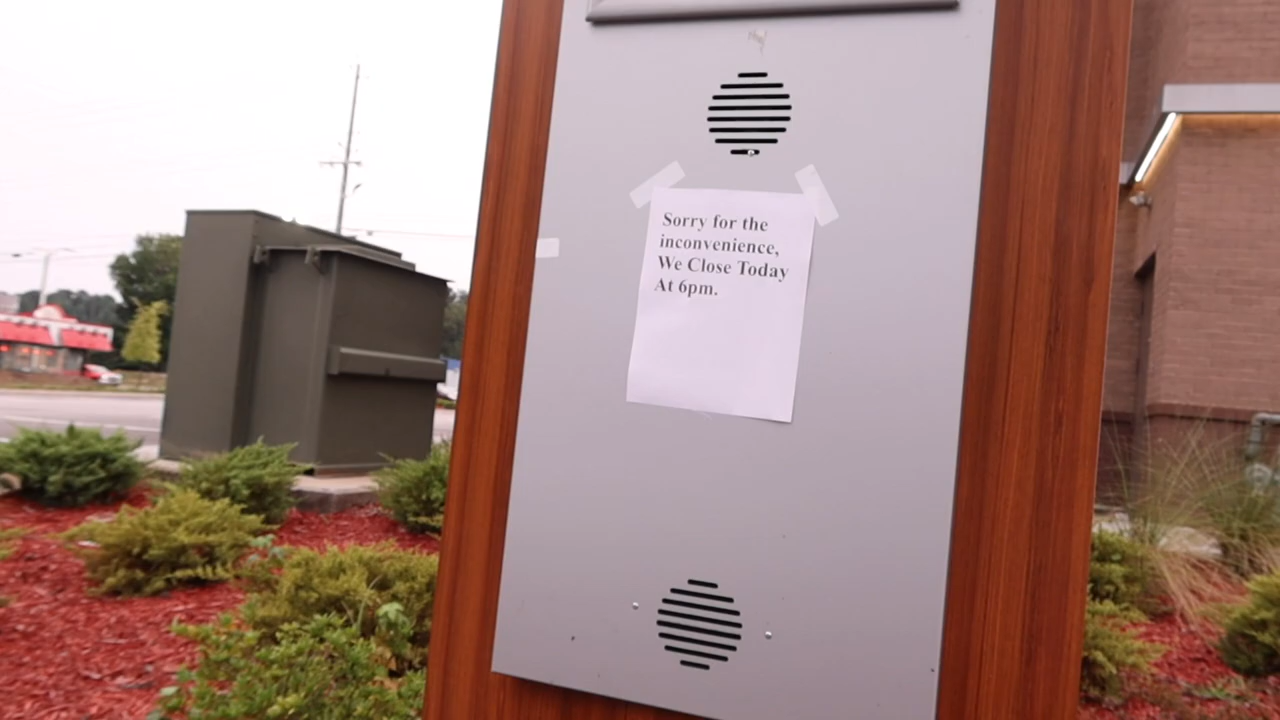 Sorry for the
inconvenience,
We Close Today
At 6pm.